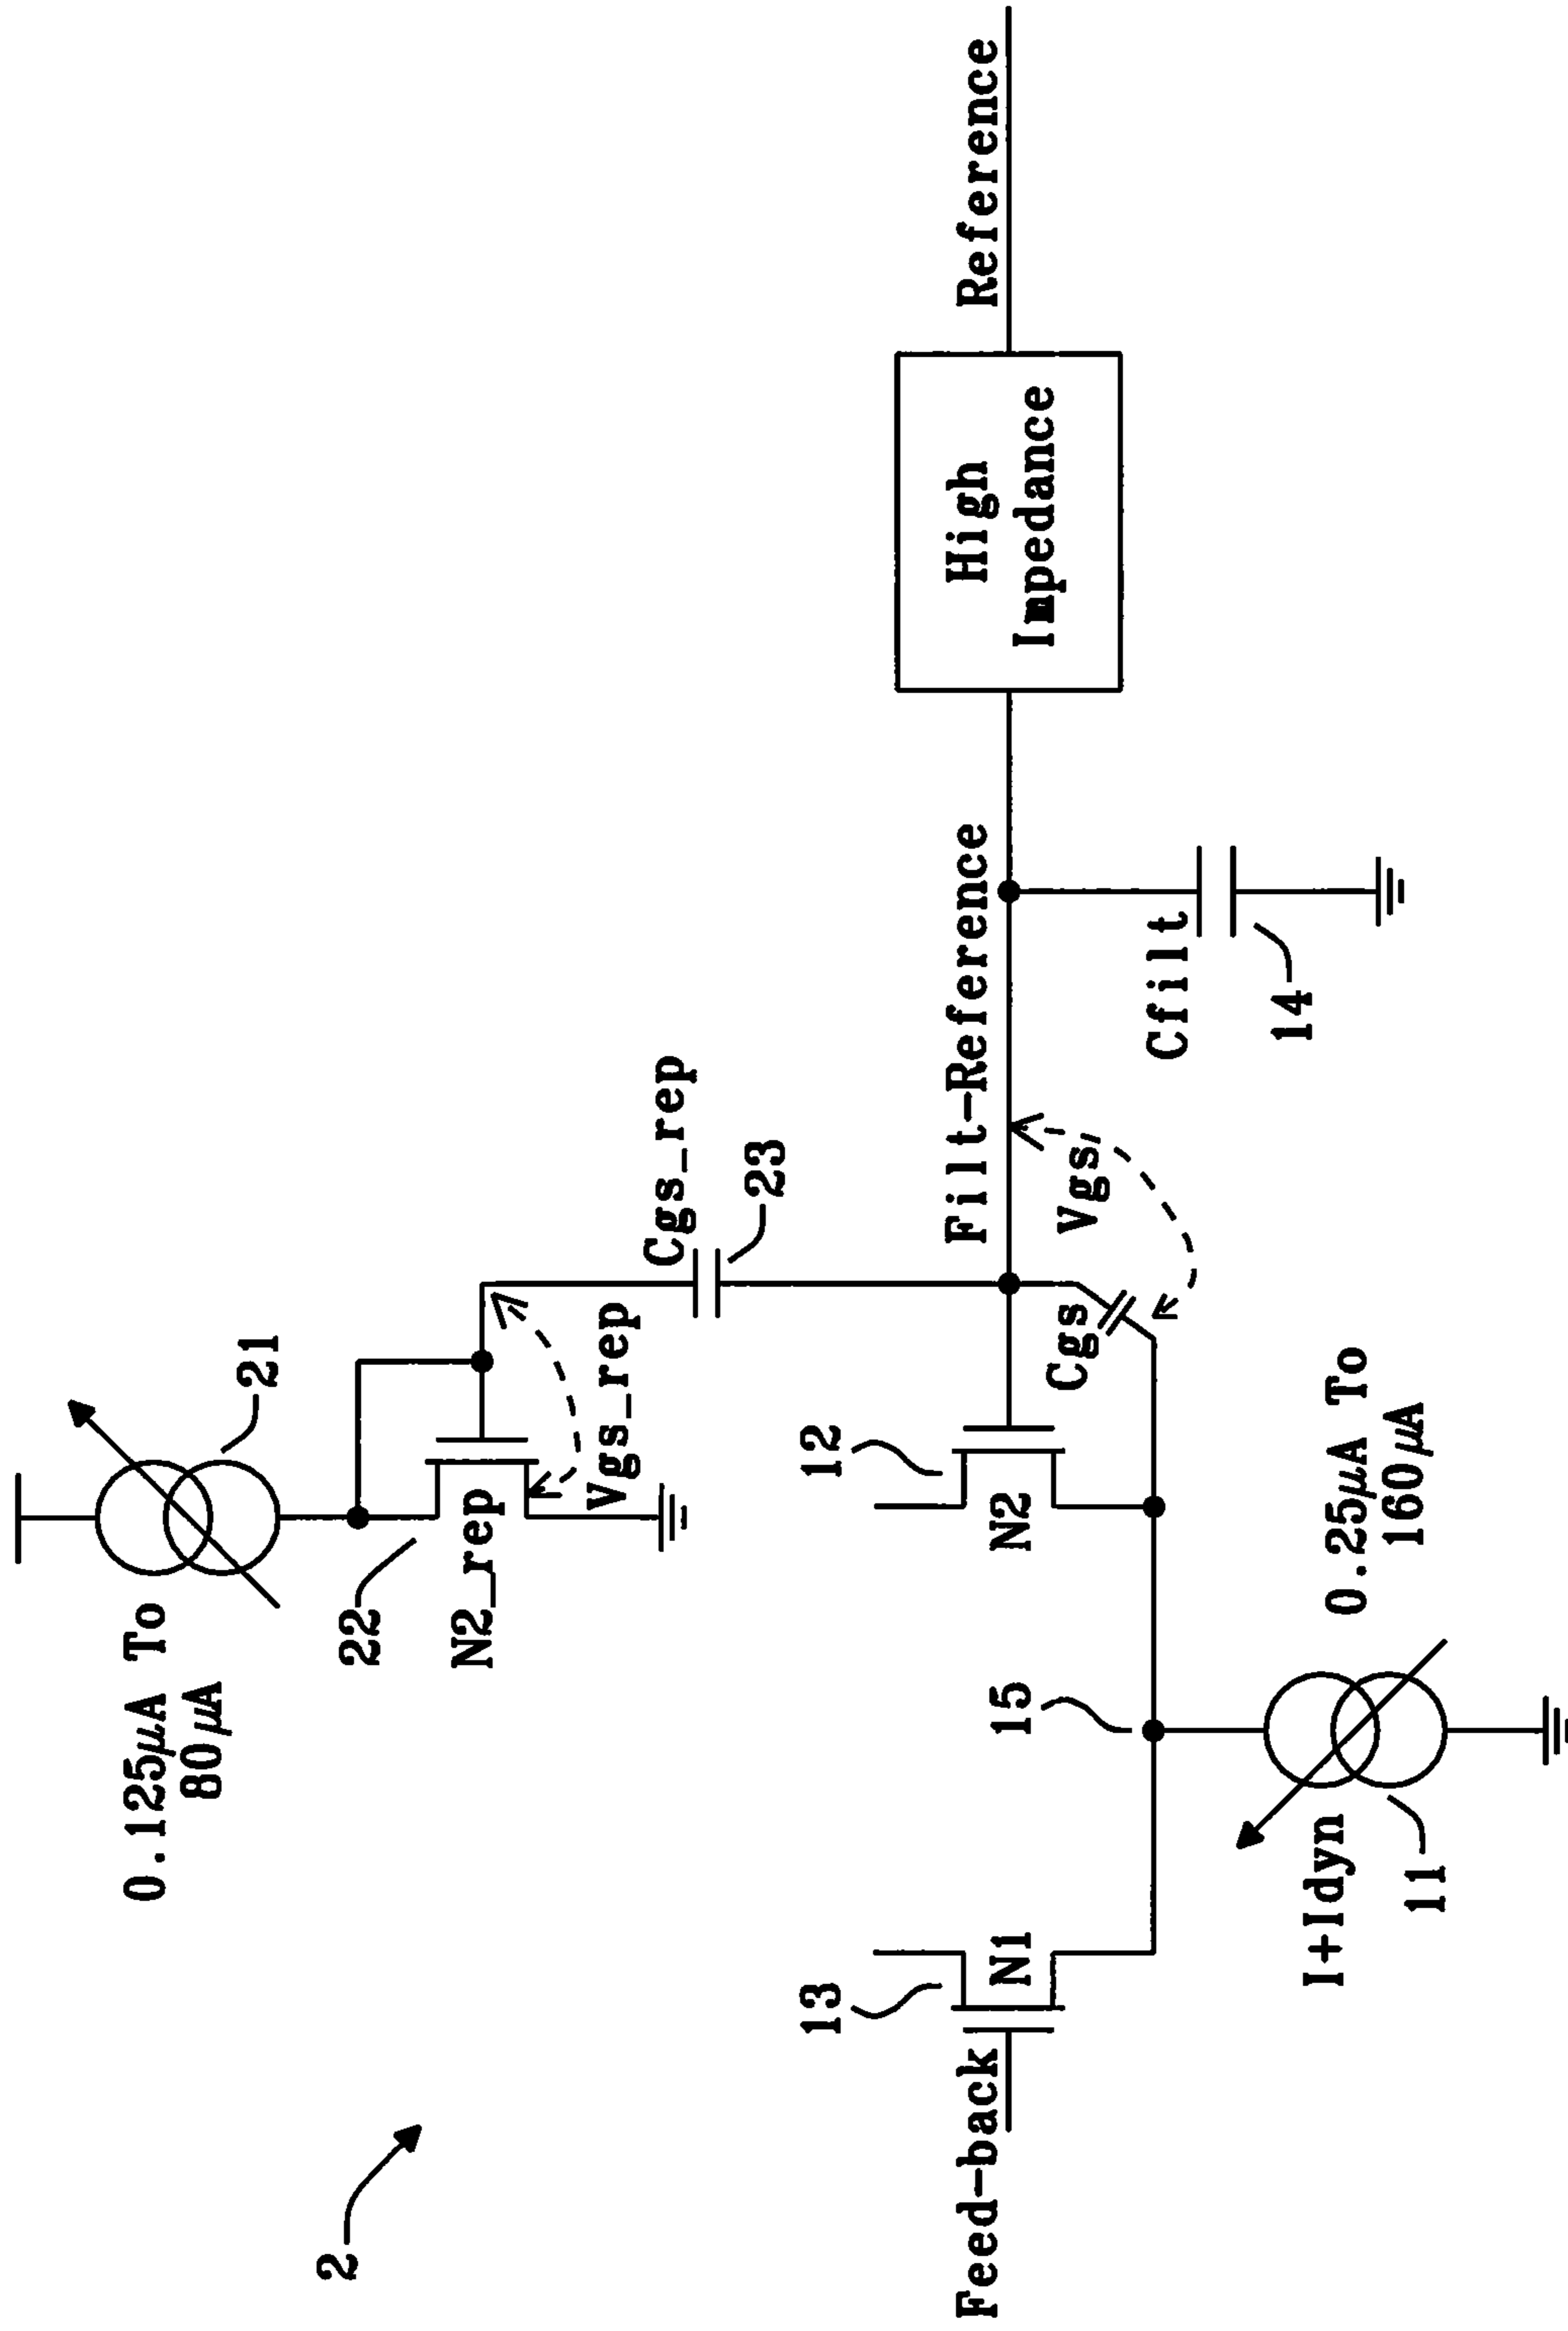 2
0.125μA To
80μA
21
22
N2_rep
Vgs_rep
Cgs_rep
23
Feed-back
13
N1
15
12
N2
Cgs
Vgs
Filt-Reference
High
Impedance
Reference
Cfilt
14
I+Idyn
11
0.25μA To
160μA